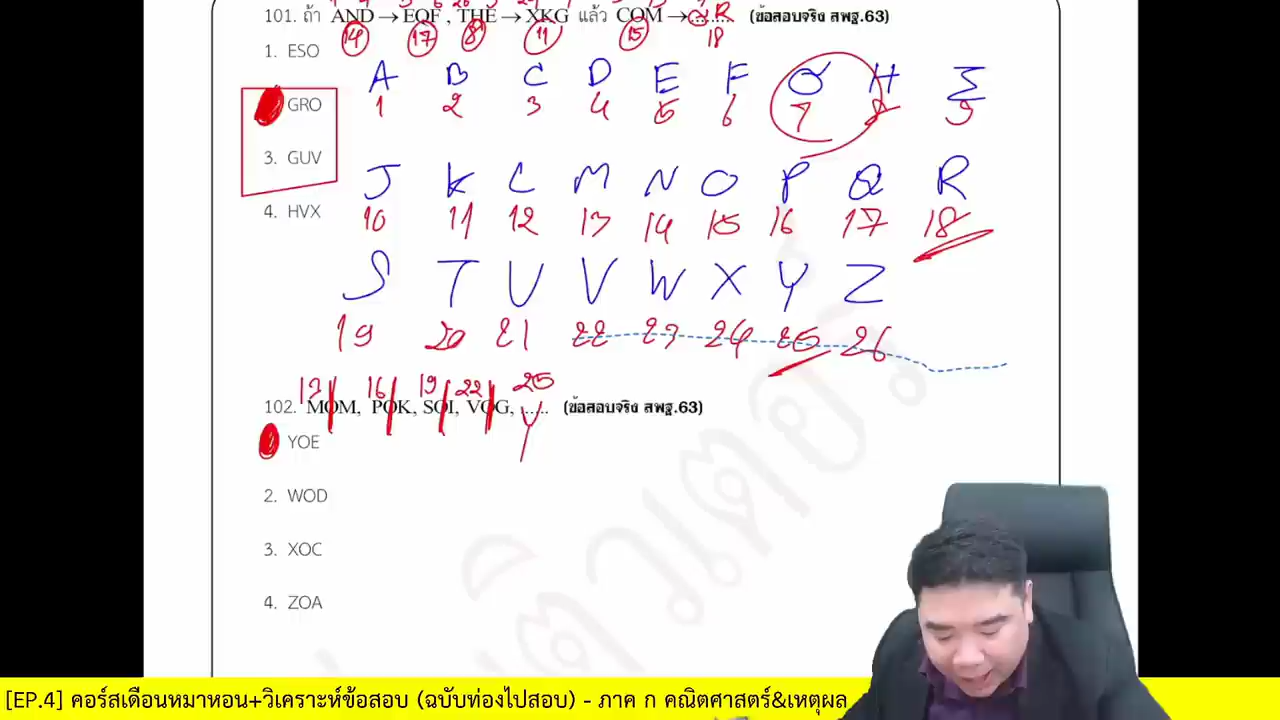 101. ถ้า AND → EQF , THE → XKG แล้ว COM → ...... (ข้อสอบจริง สพฐ.63)
14 17 8 11 15 R 18
1. ESO
A B C D E F G H I
GRO
1 2 3 4 5 6 7 8 9
3. GUV
J K L M N O P Q R
4. HVX
10 11 12 13 14 15 16 17 18
S T U V W X Y Z
19 20 21 22 23 24 25 26
13 16 19 22 25
102. MOM, POK, SOI, VOG, ..... (ข้อสอบจริง สพฐ.63)
Y
YOE
2. WOD
3. XOC
4. ZOA
[EP.4] คอร์สเดือนหมาหอน+วิเคราะห์ข้อสอบ (ฉบับท่องไปสอบ) - ภาค ก คณิตศาสตร์&เหตุผล